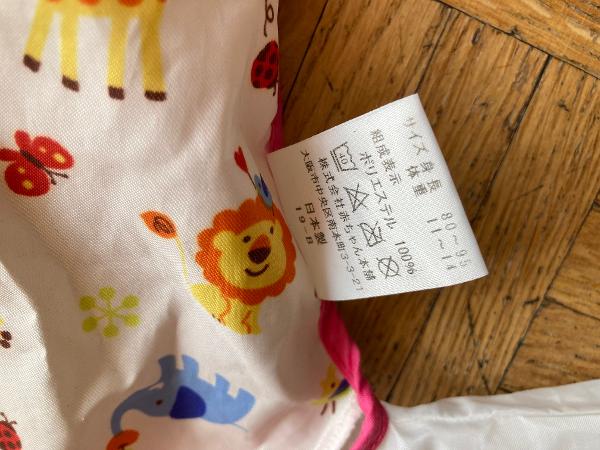 サイズ 身長 80～95
体重 11～14
組成表示
ポリエステル 100%
40
株式会社赤ちゃん本舗
大阪市中央区南本町3-3-21
日本製
19-B